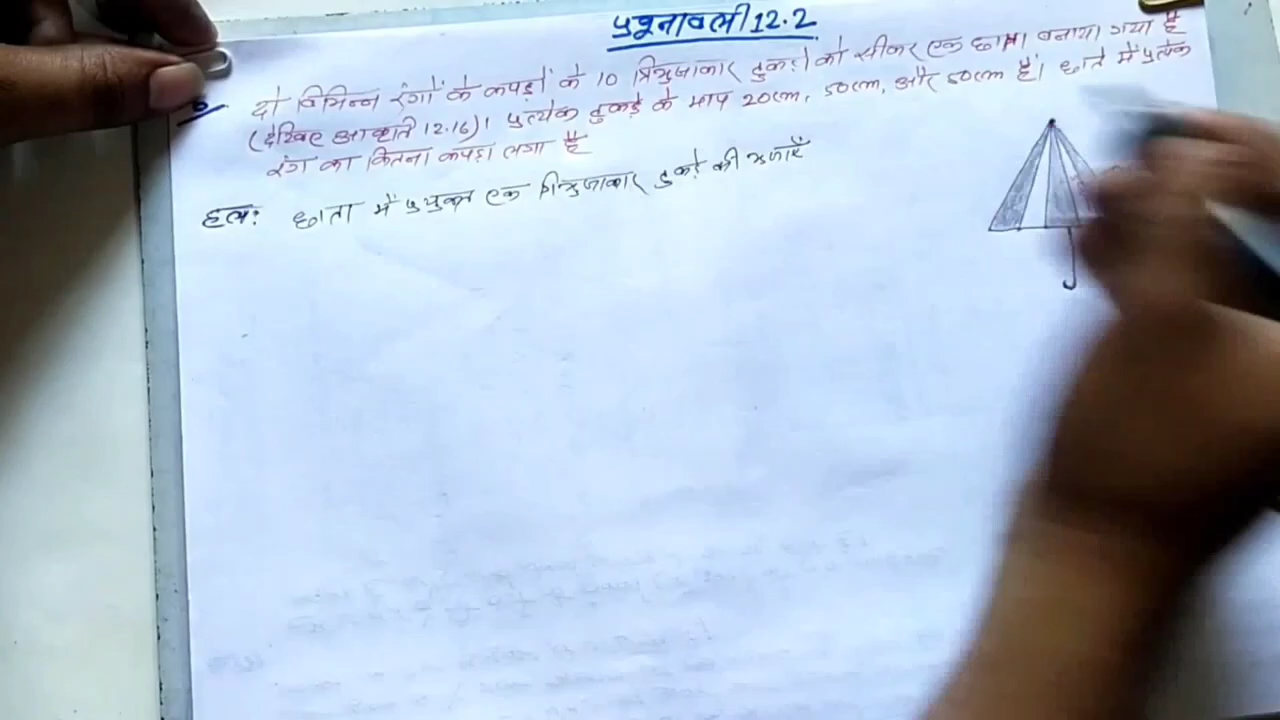 प्रश्नावली 12.2
दो विभिन्न रंगों के कपड़ों के 10 त्रिभुजाकार टुकड़ों को सीकर एक छाता बनाया गया है
(देखिए आकृति 12.16)। प्रत्येक टुकड़े के माप 20cm, 50cm, और 50cm हैं। छाते में प्रत्येक
रंग का कितना कपड़ा लगा है
हल: छाता में प्रयुक्त एक त्रिभुजाकार टुकड़े की भुजाएँ